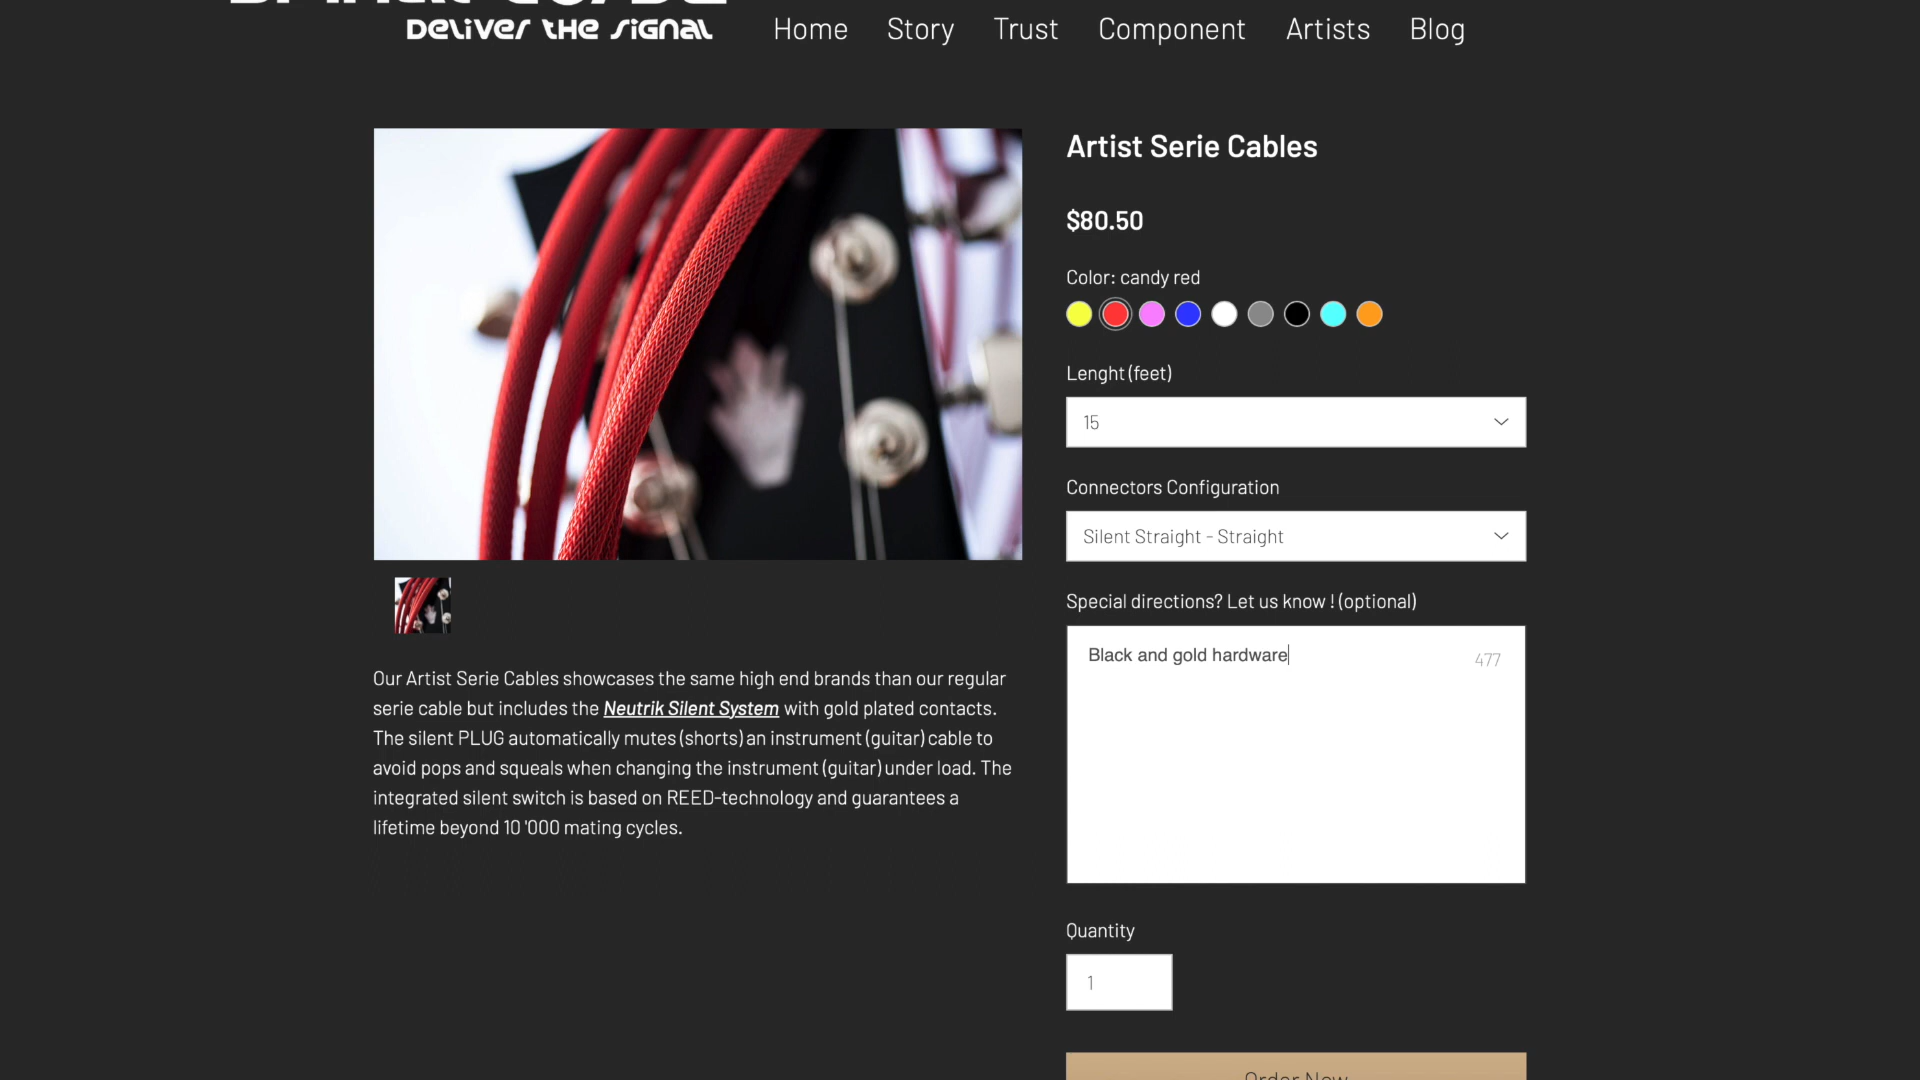 Deliver the signal
Home Story Trust Component Artists Blog
Artist Serie Cables
$80.50
Color: candy red
Lenght (feet)
15
Connectors Configuration
Silent Straight - Straight
Special directions? Let us know ! (optional)
Black and gold hardware
477
Quantity
1
Order Now
Our Artist Serie Cables showcases the same high end brands than our regular
serie cable but includes the Neutrik Silent System with gold plated contacts.
The silent PLUG automatically mutes (shorts) an instrument (guitar) cable to
avoid pops and squeals when changing the instrument (guitar) under load. The
integrated silent switch is based on REED-technology and guarantees a
lifetime beyond 10 '000 mating cycles.